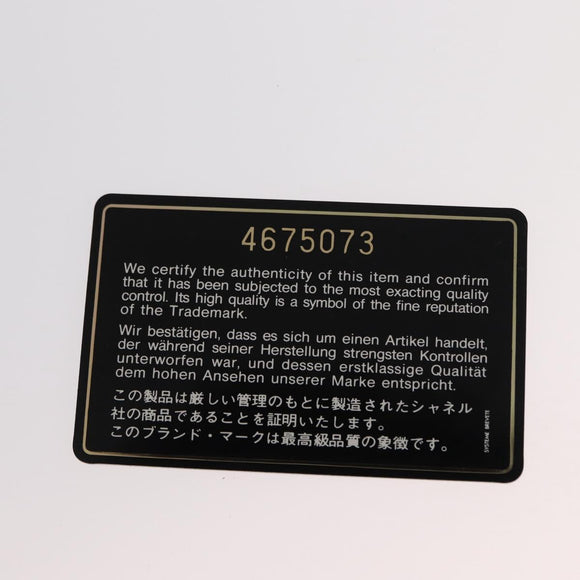 4675073
We certify the authenticity of this item and confirm
that it has been subjected to the most exacting quality
control. Its high quality is a symbol of the fine reputation
of the Trademark.
Wir bestätigen, dass es sich um einen Artikel handelt,
der während seiner Herstellung strengsten Kontrollen
unterworfen war, und dessen erstklassige Qualität
dem hohen Ansehen unserer Marke entspricht.
この製品は厳しい管理のもとに製造されたシャネル
社の商品であることを証明いたします。
このブランド・マークは最高級品質の象徴です。
SYSTEME BREVETE